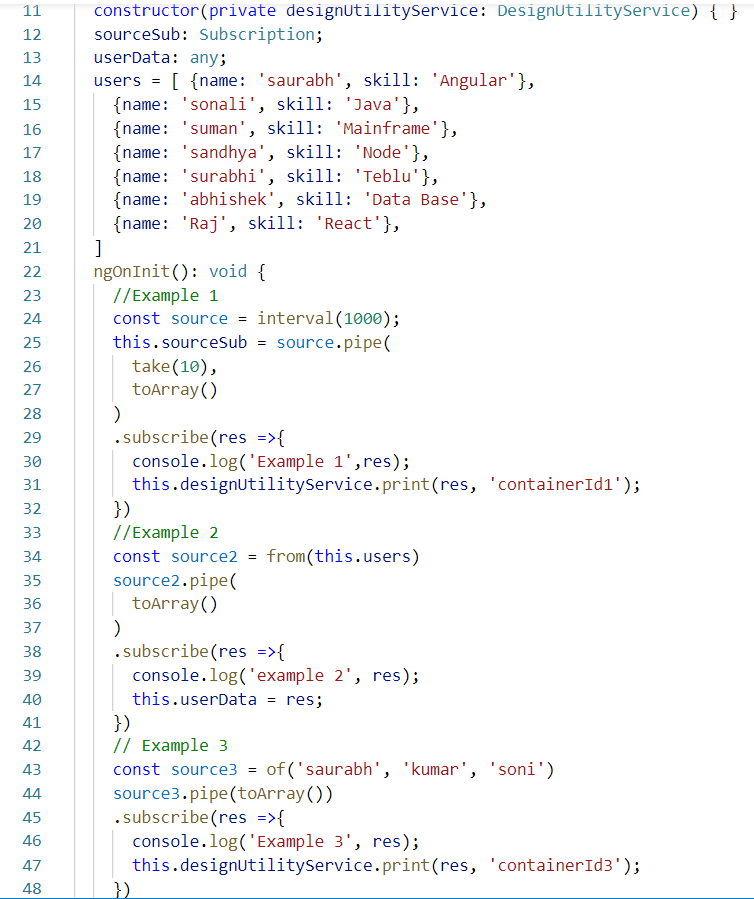 11 constructor(private designUtilityService: DesignUtilityService) { }
12 sourceSub: Subscription;
13 userData: any;
14 users = [ {name: 'saurabh', skill: 'Angular'},
15 {name: 'sonali', skill: 'Java'},
16 {name: 'suman', skill: 'Mainframe'},
17 {name: 'sandhya', skill: 'Node'},
18 {name: 'surabhi', skill: 'Teblu'},
19 {name: 'abhishek', skill: 'Data Base'},
20 {name: 'Raj', skill: 'React'},
21 ]
22 ngOnInit(): void {
23 //Example 1
24 const source = interval(1000);
25 this.sourceSub = source.pipe(
26 take(10),
27 toArray()
28 )
29 .subscribe(res =>{
30 console.log('Example 1',res);
31 this.designUtilityService.print(res, 'containerId1');
32 })
33 //Example 2
34 const source2 = from(this.users)
35 source2.pipe(
36 toArray()
37 )
38 .subscribe(res =>{
39 console.log('example 2', res);
40 this.userData = res;
41 })
42 // Example 3
43 const source3 = of('saurabh', 'kumar', 'soni')
44 source3.pipe(toArray())
45 .subscribe(res =>{
46 console.log('Example 3', res);
47 this.designUtilityService.print(res, 'containerId3');
48 })